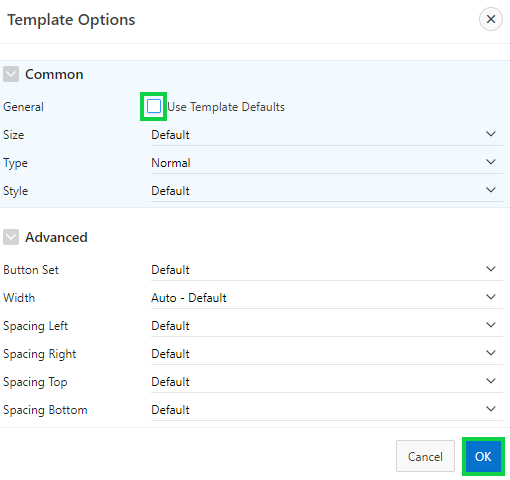 Template Options
Common
General Use Template Defaults
Size Default
Type Normal
Style Default
Advanced
Button Set Default
Width Auto - Default
Spacing Left Default
Spacing Right Default
Spacing Top Default
Spacing Bottom Default
Cancel OK